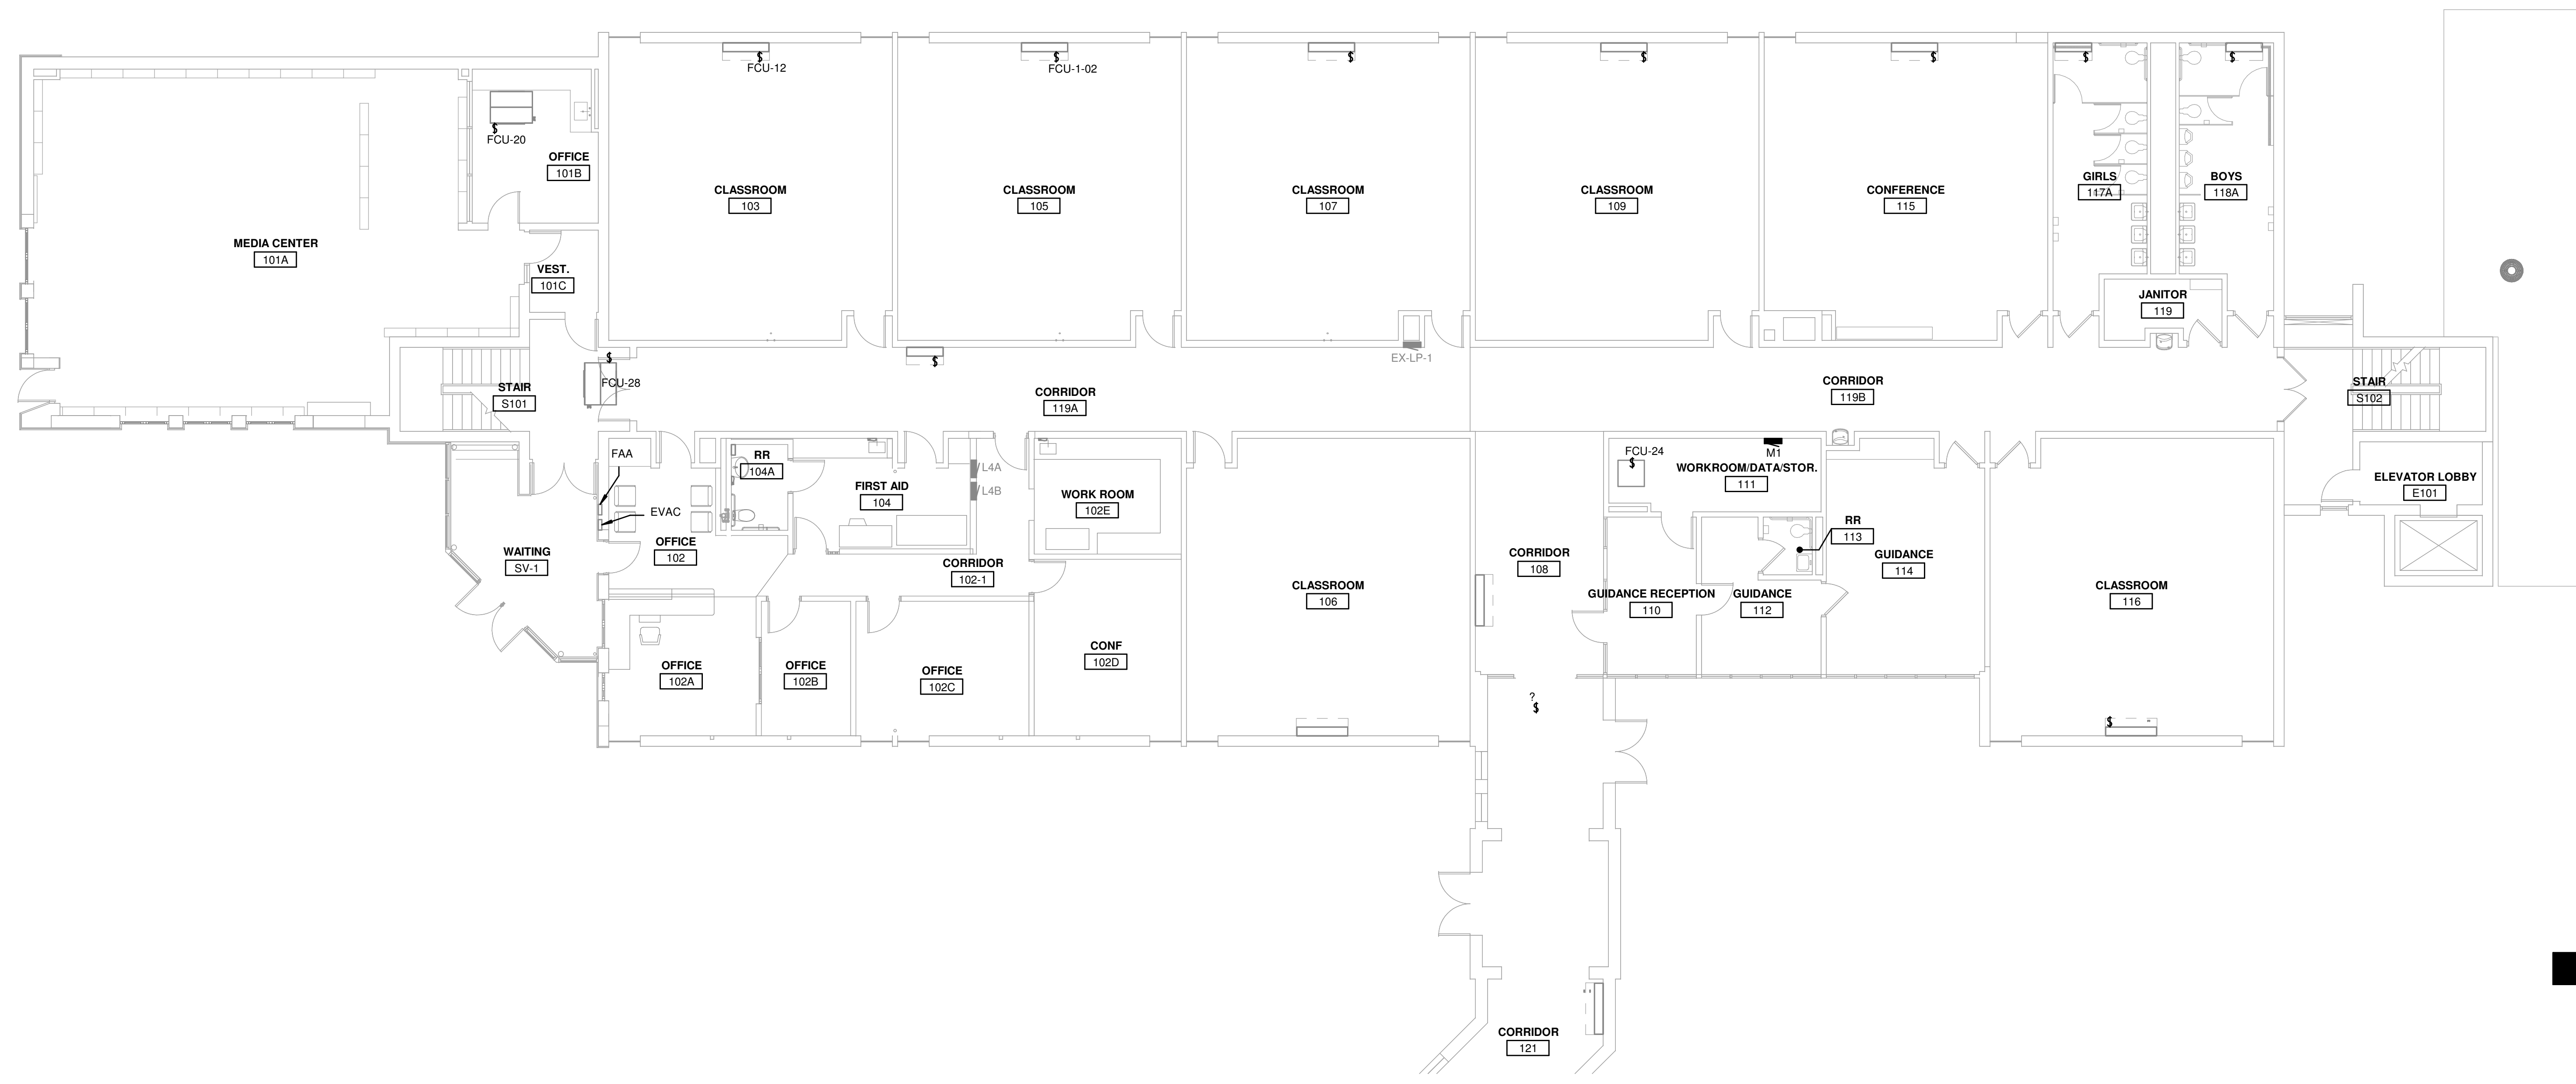 FCU-12
FCU-1-02
$
$
$
$
$
$
$
FCU-20
$
OFFICE
101B
CLASSROOM
103
CLASSROOM
105
CLASSROOM
107
CLASSROOM
109
CONFERENCE
115
GIRLS
117A
BOYS
118A
MEDIA CENTER
101A
VEST.
101C
JANITOR
119
EX-LP-1
$
$
FCU-28
STAIR
S101
CORRIDOR
119A
CORRIDOR
119B
STAIR
S102
FAA
EVAC
RR
104A
FIRST AID
104
L4A
L4B
WORK ROOM
102E
FCU-24
$
M1
WORKROOM/DATA/STOR.
111
ELEVATOR LOBBY
E101
WAITING
SV-1
OFFICE
102
CORRIDOR
102-1
CORRIDOR
108
RR
113
GUIDANCE
114
CLASSROOM
106
GUIDANCE RECEPTION
110
GUIDANCE
112
CLASSROOM
116
OFFICE
102A
OFFICE
102B
OFFICE
102C
CONF
102D
?
$
$
CORRIDOR
121